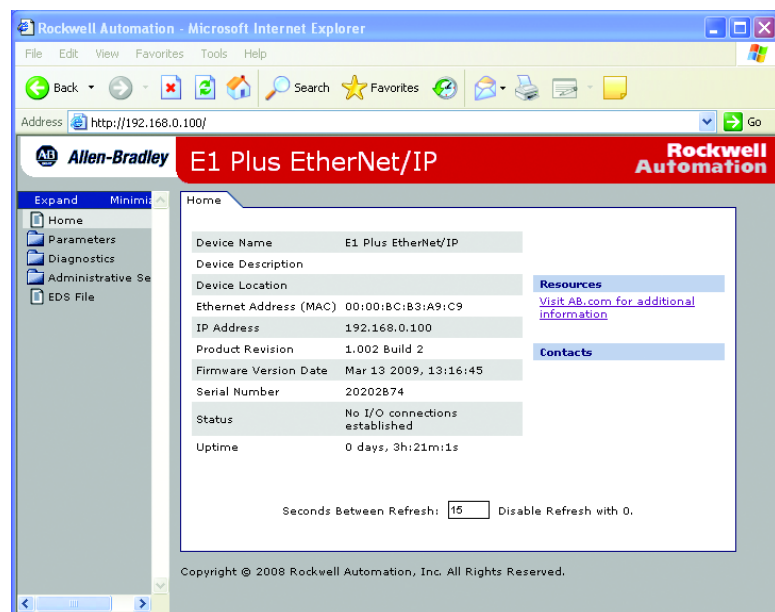 Rockwell Automation - Microsoft Internet Explorer
File Edit View Favorites Tools Help
Back Search Favorites
Address http://192.168.0.100/ Go
AB Allen-Bradley E1 Plus EtherNet/IP Rockwell
Automation
Expand Minimiz
Home
Parameters
Diagnostics
Administrative Se
EDS File
Home
Device Name E1 Plus EtherNet/IP
Device Description
Device Location
Ethernet Address (MAC) 00:00:BC:B3:A9:C9
IP Address 192.168.0.100
Product Revision 1.002 Build 2
Firmware Version Date Mar 13 2009, 13:16:45
Serial Number 20202B74
Status No I/O connections
established
Uptime 0 days, 3h:21m:1s
Resources
Visit AB.com for additional
information
Contacts
Seconds Between Refresh: 15 Disable Refresh with 0.
Copyright © 2008 Rockwell Automation, Inc. All Rights Reserved.